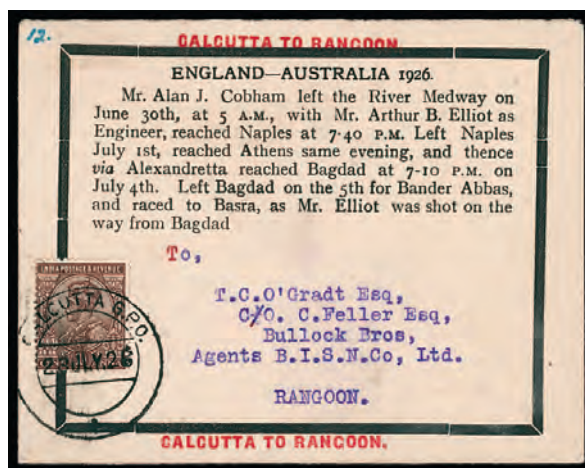 12.
CALCUTTA TO RANGOON.
ENGLAND—AUSTRALIA 1926.
Mr. Alan J. Cobham left the River Medway on
June 30th, at 5 A.M., with Mr. Arthur B. Elliot as
Engineer, reached Naples at 7·40 P.M. Left Naples
July 1st, reached Athens same evening, and thence
via Alexandretta reached Bagdad at 7-10 P.M. on
July 4th. Left Bagdad on the 5th for Bander Abbas,
and raced to Basra, as Mr. Elliot was shot on the
way from Bagdad
To,
INDIA POSTAGE & REVENUE
CALCUTTA G.P.O.
JLY.26
T.C.O'Gradt Esq,
C/O. C.Feller Esq,
Bullock Bros,
Agents B.I.S.N.Co, Ltd.
RANGOON.
CALCUTTA TO RANGOON.